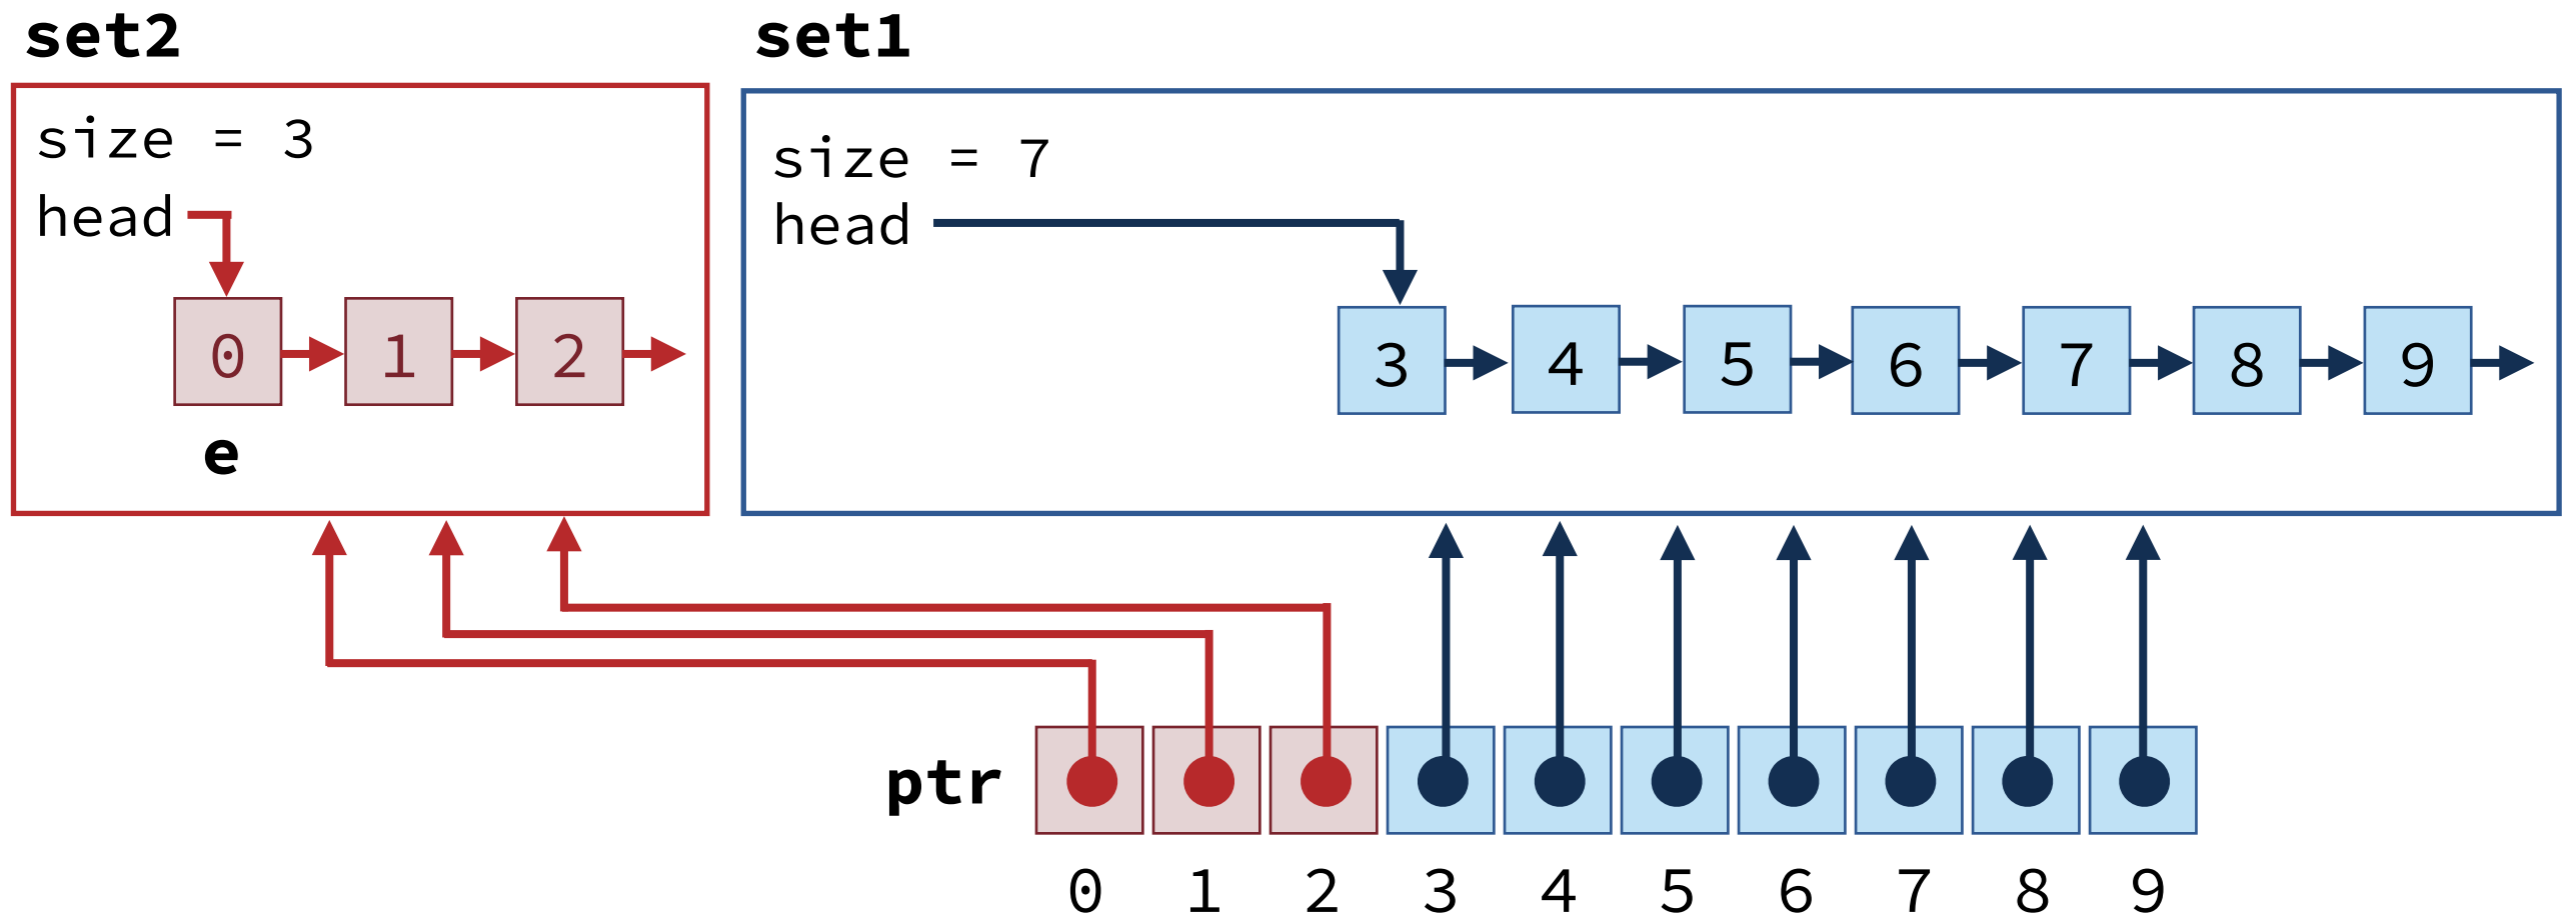 set2
size = 3
head
0 1 2
e
set1
size = 7
head
3 4 5 6 7 8 9
ptr
0 1 2 3 4 5 6 7 8 9